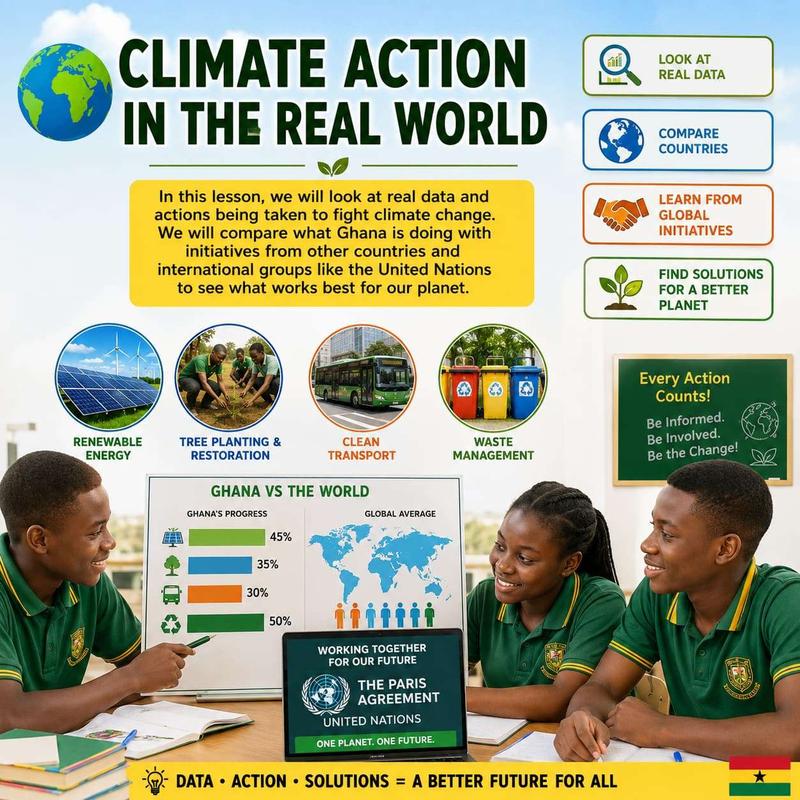 CLIMATE ACTION
IN THE REAL WORLD
In this lesson, we will look at real data and
actions being taken to fight climate change.
We will compare what Ghana is doing with
initiatives from other countries and
international groups like the United Nations
to see what works best for our planet.
LOOK AT
REAL DATA
COMPARE
COUNTRIES
LEARN FROM
GLOBAL
INITIATIVES
FIND SOLUTIONS
FOR A BETTER
PLANET
RENEWABLE
ENERGY
TREE PLANTING &
RESTORATION
CLEAN
TRANSPORT
WASTE
MANAGEMENT
Every Action
Counts!
Be Informed.
Be Involved.
Be the Change!
GHANA VS THE WORLD
GHANA'S PROGRESS
45%
35%
30%
50%
GLOBAL AVERAGE
WORKING TOGETHER
FOR OUR FUTURE
THE PARIS
AGREEMENT
UNITED NATIONS
ONE PLANET. ONE FUTURE.
DATA • ACTION • SOLUTIONS = A BETTER FUTURE FOR ALL